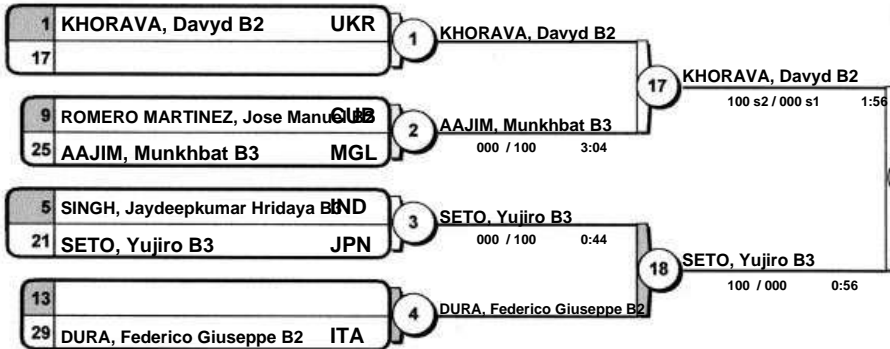 1 KHORAVA, Davyd B2 UKR
17
1
KHORAVA, Davyd B2
9 ROMERO MARTINEZ, Jose Manuel B3 CUB
25 AAJIM, Munkhbat B3 MGL
2
AAJIM, Munkhbat B3
000 / 100 3:04
17
KHORAVA, Davyd B2
100 s2 / 000 s1 1:56
5 SINGH, Jaydeepkumar Hridaya IND
21 SETO, Yujiro B3 JPN
3
SETO, Yujiro B3
000 / 100 0:44
13
29 DURA, Federico Giuseppe B2 ITA
4
DURA, Federico Giuseppe B2
18
SETO, Yujiro B3
100 / 000 0:56